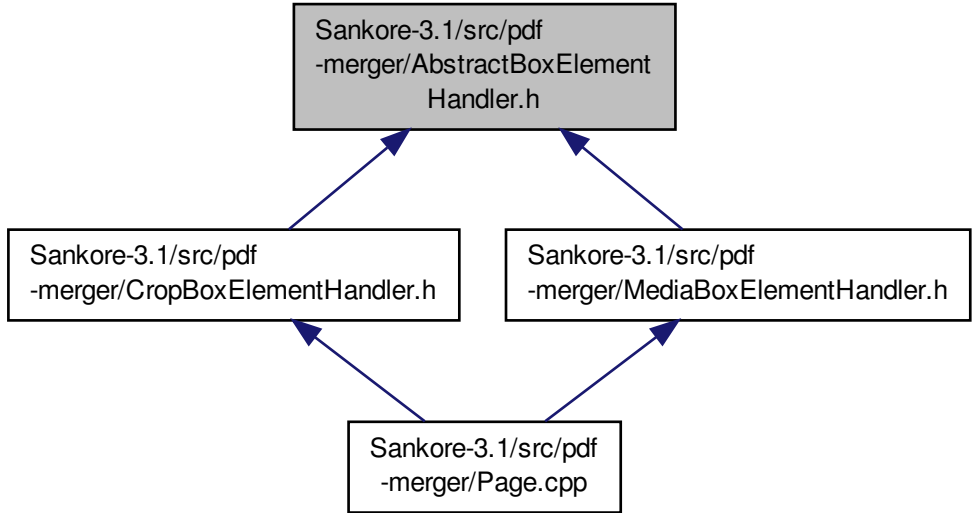 Sankore-3.1/src/pdf
-merger/AbstractBoxElement
Handler.h
Sankore-3.1/src/pdf
-merger/CropBoxElementHandler.h
Sankore-3.1/src/pdf
-merger/MediaBoxElementHandler.h
Sankore-3.1/src/pdf
-merger/Page.cpp